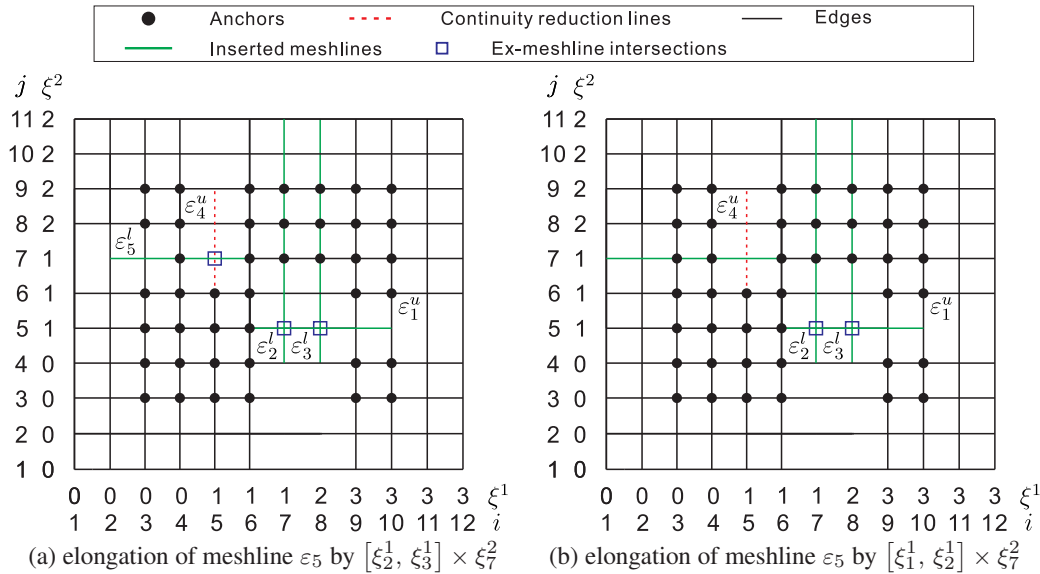 Anchors Continuity reduction lines Edges
Inserted meshlines Ex-meshline intersections
j ξ² j ξ²
11 2 11 2
10 2 10 2
9 2 9 2
ε₄ᵘ ε₄ᵘ
8 2 8 2
ε₅ˡ ε₅ˡ
7 1 7 1
6 1 6 1
ε₁ᵘ ε₁ᵘ
5 1 5 1
ε₂ˡ ε₃ˡ ε₂ˡ ε₃ˡ
4 0 4 0
3 0 3 0
2 0 2 0
1 0 1 0
0 0 0 0 1 1 1 2 3 3 3 3 ξ¹ 0 0 0 0 1 1 1 2 3 3 3 3 ξ¹
1 2 3 4 5 6 7 8 9 10 11 12 i 1 2 3 4 5 6 7 8 9 10 11 12 i
(a) elongation of meshline ε₅ by [ξ₂¹, ξ₃¹] × ξ₇² (b) elongation of meshline ε₅ by [ξ₁¹, ξ₂¹] × ξ₇²